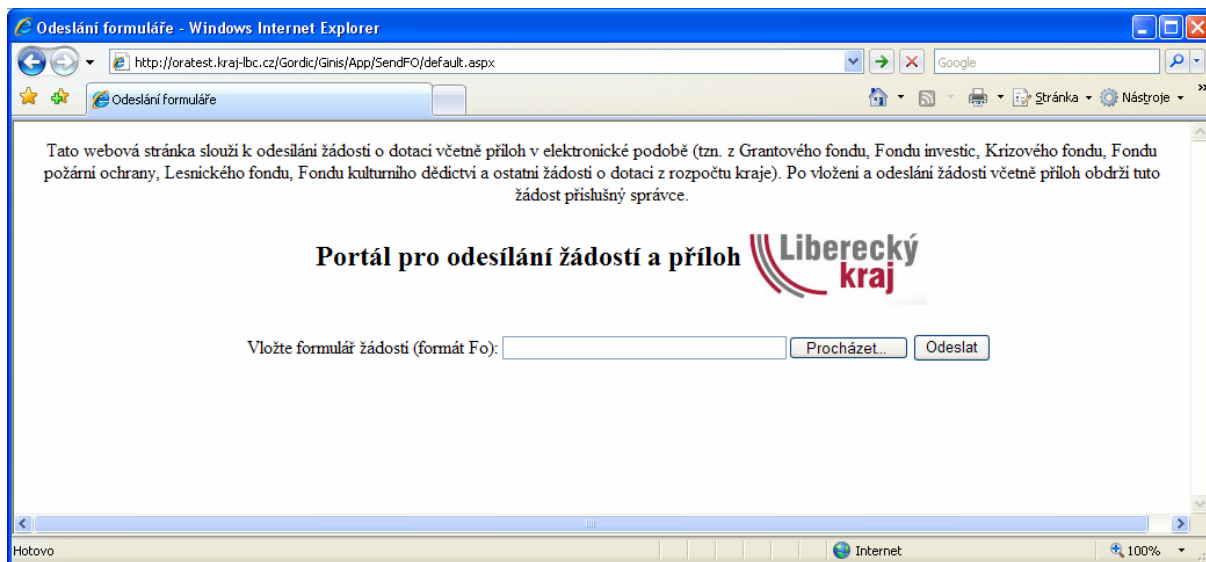 Odeslání formuláře - Windows Internet Explorer
http://oratest.kraj-lbc.cz/Gordic/Ginis/App/SendFO/default.aspx
Google
Odeslání formuláře
Stránka
Nástroje
Tato webová stránka slouží k odesílání žádosti o dotaci včetně příloh v elektronické podobě (tzn. z Grantového fondu, Fondu investic, Krizového fondu, Fondu
požární ochrany, Lesnického fondu, Fondu kulturního dědictví a ostatní žádosti o dotaci z rozpočtu kraje). Po vložení a odeslání žádosti včetně příloh obdrží tuto
žádost příslušný správce.
Portál pro odesílání žádostí a příloh
Liberecký
kraj
Vložte formulář žádosti (formát Fo):
Procházet...
Odeslat
Hotovo
Internet
100%